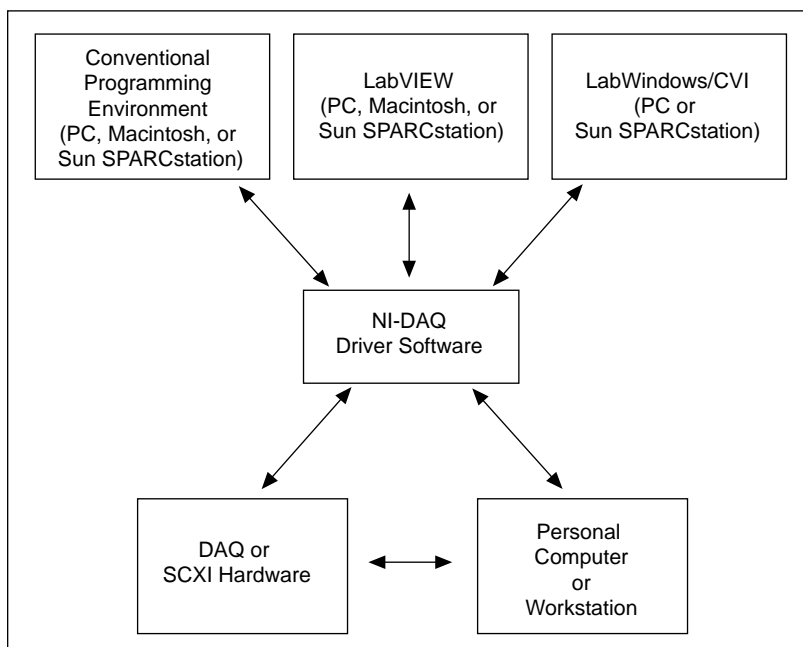 Conventional
Programming
Environment
(PC, Macintosh, or
Sun SPARCstation)
LabVIEW
(PC, Macintosh, or
Sun SPARCstation)
LabWindows/CVI
(PC or
Sun SPARCstation)
NI-DAQ
Driver Software
DAQ or
SCXI Hardware
Personal
Computer
or
Workstation